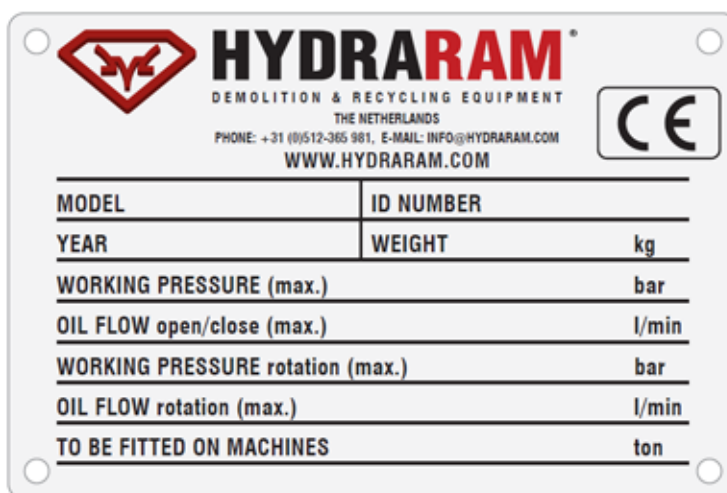 HYDRARAM®
DEMOLITION & RECYCLING EQUIPMENT
THE NETHERLANDS
PHONE: +31 (0)512-365 981, E-MAIL: INFO@HYDRARAM.COM
WWW.HYDRARAM.COM
CE
MODEL ID NUMBER
YEAR WEIGHT kg
WORKING PRESSURE (max.) bar
OIL FLOW open/close (max.) l/min
WORKING PRESSURE rotation (max.) bar
OIL FLOW rotation (max.) l/min
TO BE FITTED ON MACHINES ton